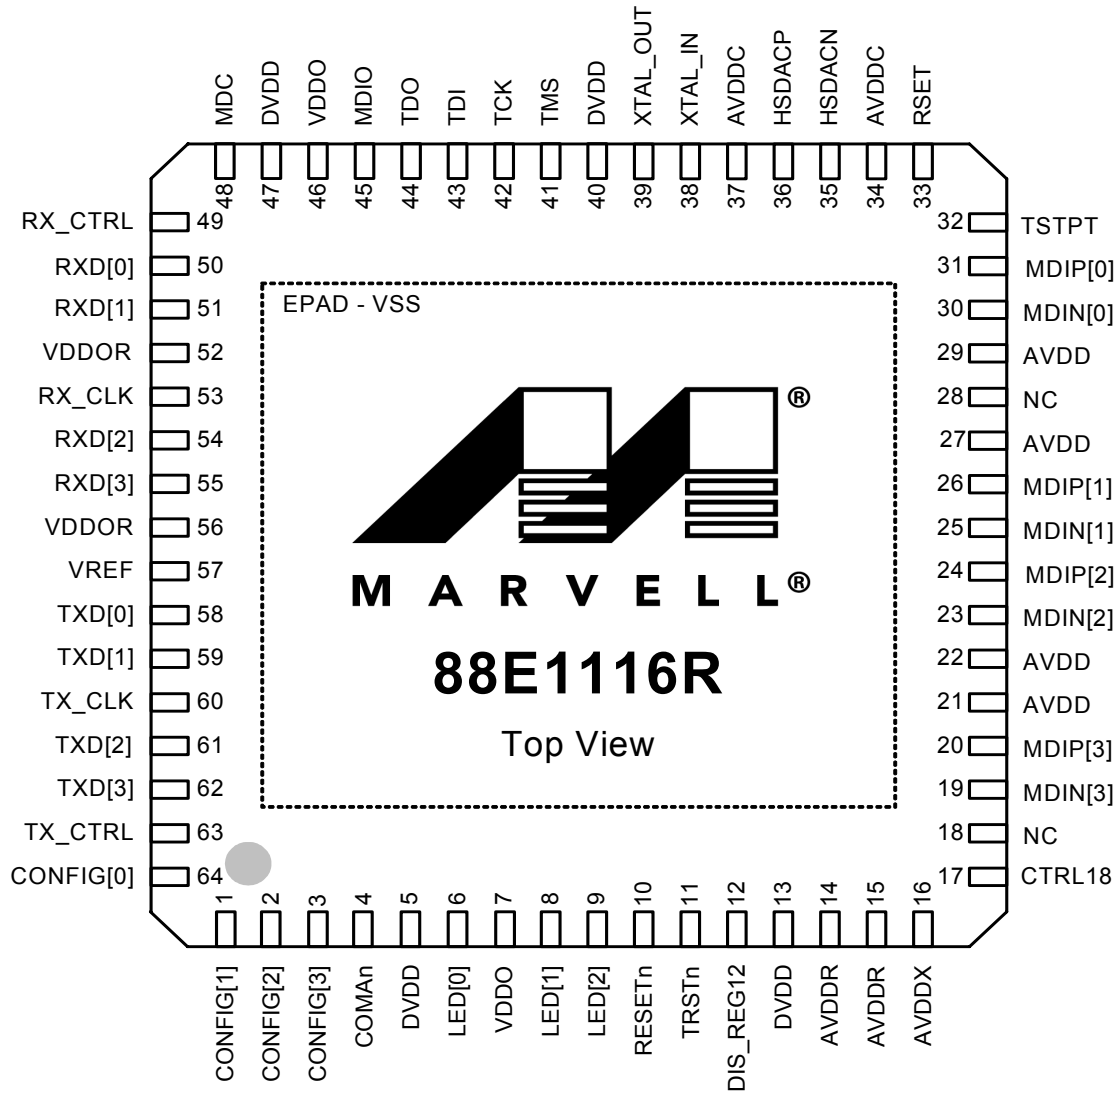 MDC
DVDD
VDDO
MDIO
TDO
TDI
TCK
TMS
DVDD
XTAL_OUT
XTAL_IN
AVDDC
HSDACP
HSDACN
AVDDC
RSET
48 47 46 45 44 43 42 41 40 39 38 37 36 35 34 33
RX_CTRL 49
RXD[0] 50
RXD[1] 51
VDDOR 52
RX_CLK 53
RXD[2] 54
RXD[3] 55
VDDOR 56
VREF 57
TXD[0] 58
TXD[1] 59
TX_CLK 60
TXD[2] 61
TXD[3] 62
TX_CTRL 63
CONFIG[0] 64
EPAD - VSS
®
MARVELL®
88E1116R
Top View
32 TSTPT
31 MDIP[0]
30 MDIN[0]
29 AVDD
28 NC
27 AVDD
26 MDIP[1]
25 MDIN[1]
24 MDIP[2]
23 MDIN[2]
22 AVDD
21 AVDD
20 MDIP[3]
19 MDIN[3]
18 NC
17 CTRL18
1 2 3 4 5 6 7 8 9 10 11 12 13 14 15 16
CONFIG[1]
CONFIG[2]
CONFIG[3]
COMAn
DVDD
LED[0]
VDDO
LED[1]
LED[2]
RESETn
TRSTn
DIS_REG12
DVDD
AVDDR
AVDDR
AVDDX